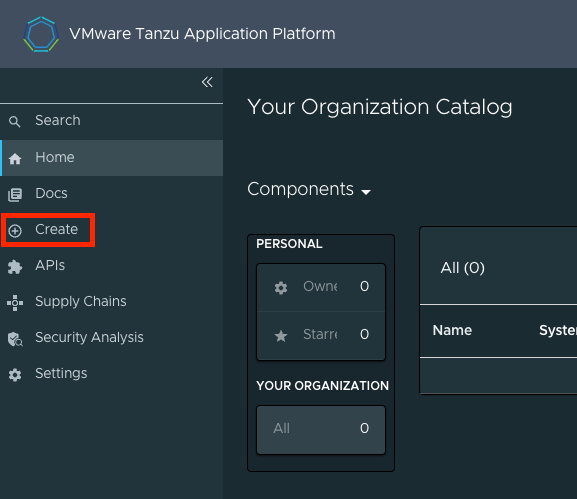 VMware Tanzu Application Platform
Search
Home
Docs
Create
APIs
Supply Chains
Security Analysis
Settings
Your Organization Catalog
Components
PERSONAL
Owne 0
Starre 0
YOUR ORGANIZATION
All 0
All (0)
Name Syste